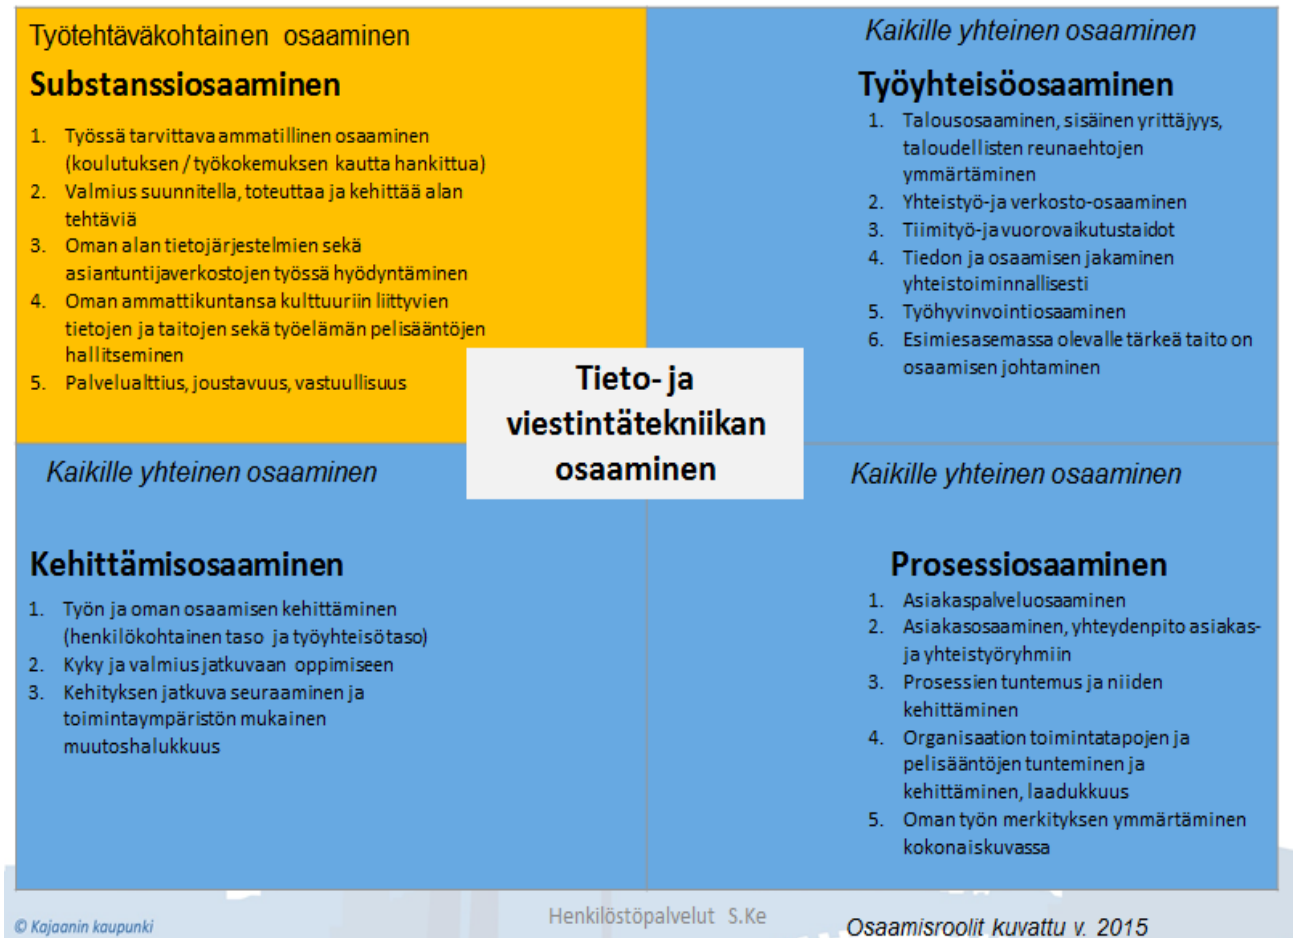 Työtehtäväkohtainen osaaminen
Substanssiosaaminen
1. Työssä tarvittava ammatillinen osaaminen
(koulutuksen / työkokemuksen kautta hankittua)
2. Valmius suunnitella, toteuttaa ja kehittää alan
tehtäviä
3. Oman alan tietojärjestelmien sekä
asiantuntijaverkostojen työssä hyödyntäminen
4. Oman ammattikuntansa kulttuuriin liittyvien
tietojen ja taitojen sekä työelämän pelisääntöjen
hallitseminen
5. Palvelualttius, joustavuus, vastuullisuus
Kaikille yhteinen osaaminen
Työyhteisöosaaminen
1. Talousosaaminen, sisäinen yrittäjyys,
taloudellisten reunaehtojen
ymmärtäminen
2. Yhteistyö-ja verkosto-osaaminen
3. Tiimityö-ja vuorovaikutustaidot
4. Tiedon ja osaamisen jakaminen
yhteistoiminnallisesti
5. Työhyvinvointiosaaminen
6. Esimiesasemassa olevalle tärkeä taito on
osaamisen johtaminen
Tieto- ja
viestintätekniikan
osaaminen
Kaikille yhteinen osaaminen
Kehittämisosaaminen
1. Työn ja oman osaamisen kehittäminen
(henkilökohtainen taso ja työyhteisötaso)
2. Kyky ja valmius jatkuvaan oppimiseen
3. Kehityksen jatkuva seuraaminen ja
toimintaympäristön mukainen
muutoshalukkuus
Kaikille yhteinen osaaminen
Prosessiosaaminen
1. Asiakaspalveluosaaminen
2. Asiakasosaaminen, yhteydenpito asiakas-
ja yhteistyöryhmiin
3. Prosessien tuntemus ja niiden
kehittäminen
4. Organisaation toimintatapojen ja
pelisääntöjen tunteminen ja
kehittäminen, laadukkuus
5. Oman työn merkityksen ymmärtäminen
kokonaiskuvassa
© Kajaanin kaupunki
Henkilöstöpalvelut S.Ke
Osaamisroolit kuvattu v. 2015